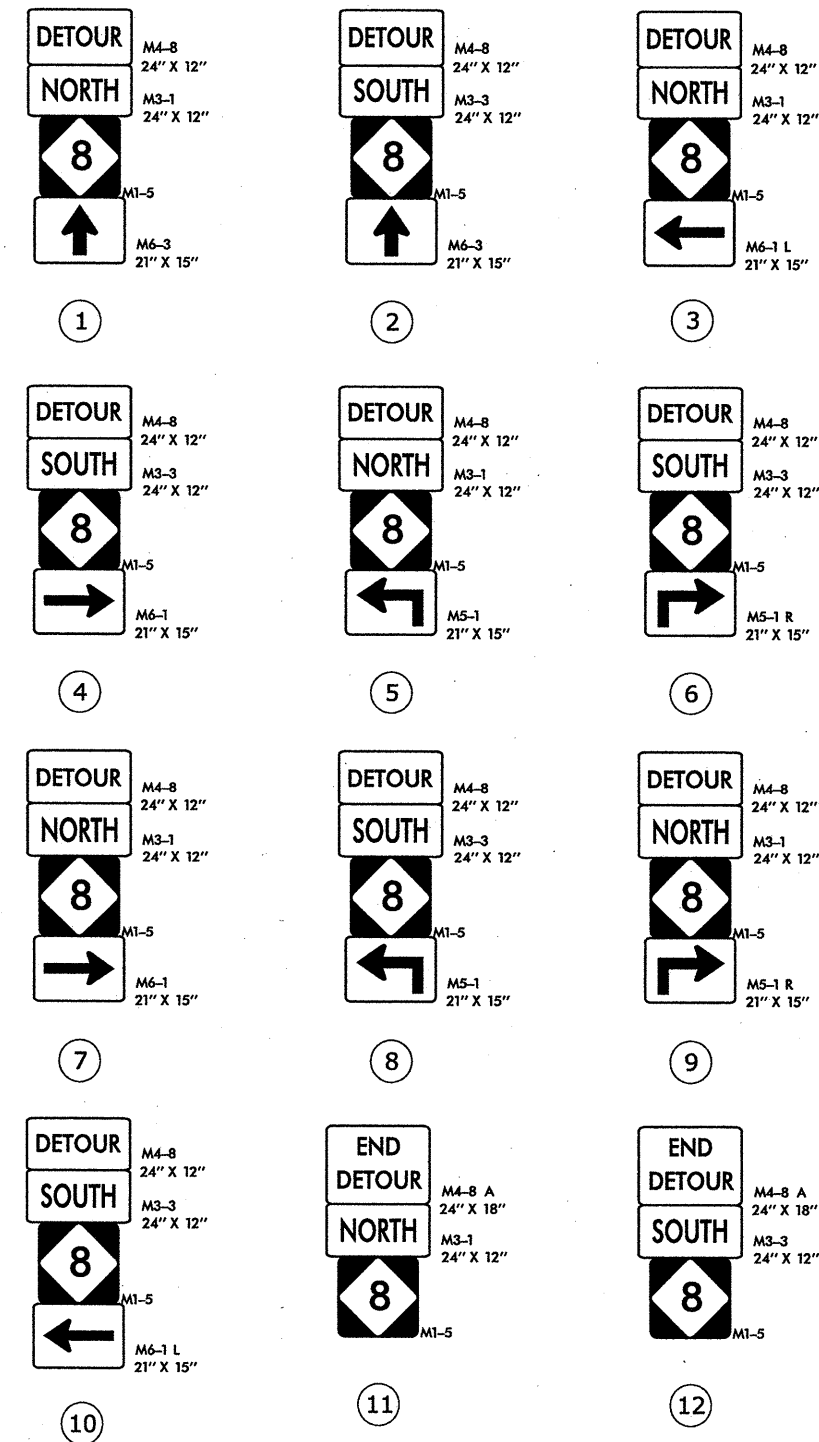 DETOUR
M4-8
24" X 12"
NORTH
M3-1
24" X 12"
8
M1-5
M6-3
21" X 15"
1
DETOUR
M4-8
24" X 12"
SOUTH
M3-3
24" X 12"
8
M1-5
M6-3
21" X 15"
2
DETOUR
M4-8
24" X 12"
NORTH
M3-1
24" X 12"
8
M1-5
M6-1 L
21" X 15"
3
DETOUR
M4-8
24" X 12"
SOUTH
M3-3
24" X 12"
8
M1-5
M6-1
21" X 15"
4
DETOUR
M4-8
24" X 12"
NORTH
M3-1
24" X 12"
8
M1-5
M5-1
21" X 15"
5
DETOUR
M4-8
24" X 12"
SOUTH
M3-3
24" X 12"
8
M1-5
M5-1 R
21" X 15"
6
DETOUR
M4-8
24" X 12"
NORTH
M3-1
24" X 12"
8
M1-5
M6-1
21" X 15"
7
DETOUR
M4-8
24" X 12"
SOUTH
M3-3
24" X 12"
8
M1-5
M5-1
21" X 15"
8
DETOUR
M4-8
24" X 12"
NORTH
M3-1
24" X 12"
8
M1-5
M5-1 R
21" X 15"
9
DETOUR
M4-8
24" X 12"
SOUTH
M3-3
24" X 12"
8
M1-5
M6-1 L
21" X 15"
10
END
DETOUR
M4-8 A
24" X 18"
NORTH
M3-1
24" X 12"
8
M1-5
11
END
DETOUR
M4-8 A
24" X 18"
SOUTH
M3-3
24" X 12"
8
M1-5
12